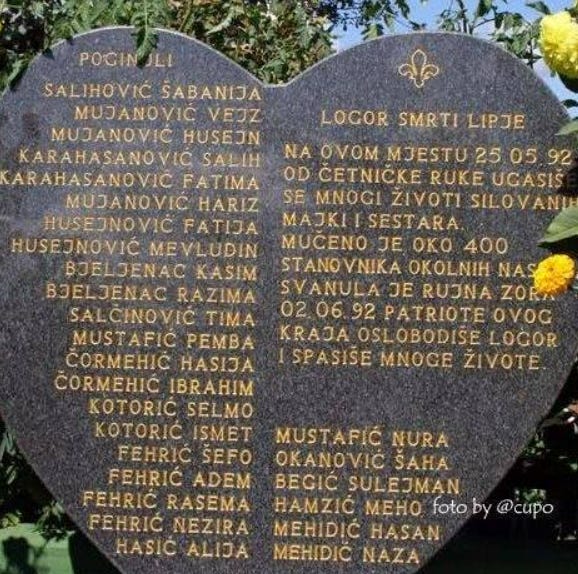 POGINULI
SALIHOVIĆ ŠABANIJA
MUJANOVIĆ VEJZ
MUJANOVIĆ HUSEJN
KARAHASANOVIĆ SALIH
KARAHASANOVIĆ FATIMA
MUJANOVIĆ HARIZ
HUSEJNOVIĆ FATIJA
HUSEJNOVIĆ MEVLUDIN
BJELJENAC KASIM
BJELJENAC RAZIMA
SALČINOVIĆ TIMA
MUSTAFIĆ PEMBA
ČORMEHIĆ HASIJA
ČORMEHIĆ IBRAHIM
KOTORIĆ SELMO
KOTORIĆ ISMET
FEHRIĆ ŠEFO
FEHRIĆ ADEM
FEHRIĆ RASEMA
FEHRIĆ NEZIRA
HASIĆ ALIJA
LOGOR SMRTI LIPJE
NA OVOM MJESTU 25 05.92
OD ČETNIČKE RUKE UGASIŠE
SE MNOGI ŽIVOTI SILOVANIH
MAJKI I SESTARA.
MUČENO JE OKO 400
STANOVNIKA OKOLNIH
SVANULA JE RUJNA ZORA
02.06.92 PATRIOTE OVOG
KRAJA OSLOBODIŠE LOGOR
I SPASIŠE MNOGE ŽIVOTE.
MUSTAFIĆ NURA
OKANOVIĆ ŠAHA
BEGIĆ SULEJMAN
HAMZIĆ MEHO
MEHIDIĆ HASAN
MEHIDIĆ NAZA
foto by @cupo